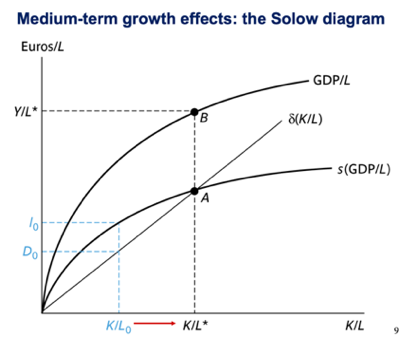 Medium-term growth effects: the Solow diagram
Euros/L
GDP/L
Y/L*
B
δ(K/L)
s(GDP/L)
A
I₀
D₀
K/L₀
K/L*
K/L
9